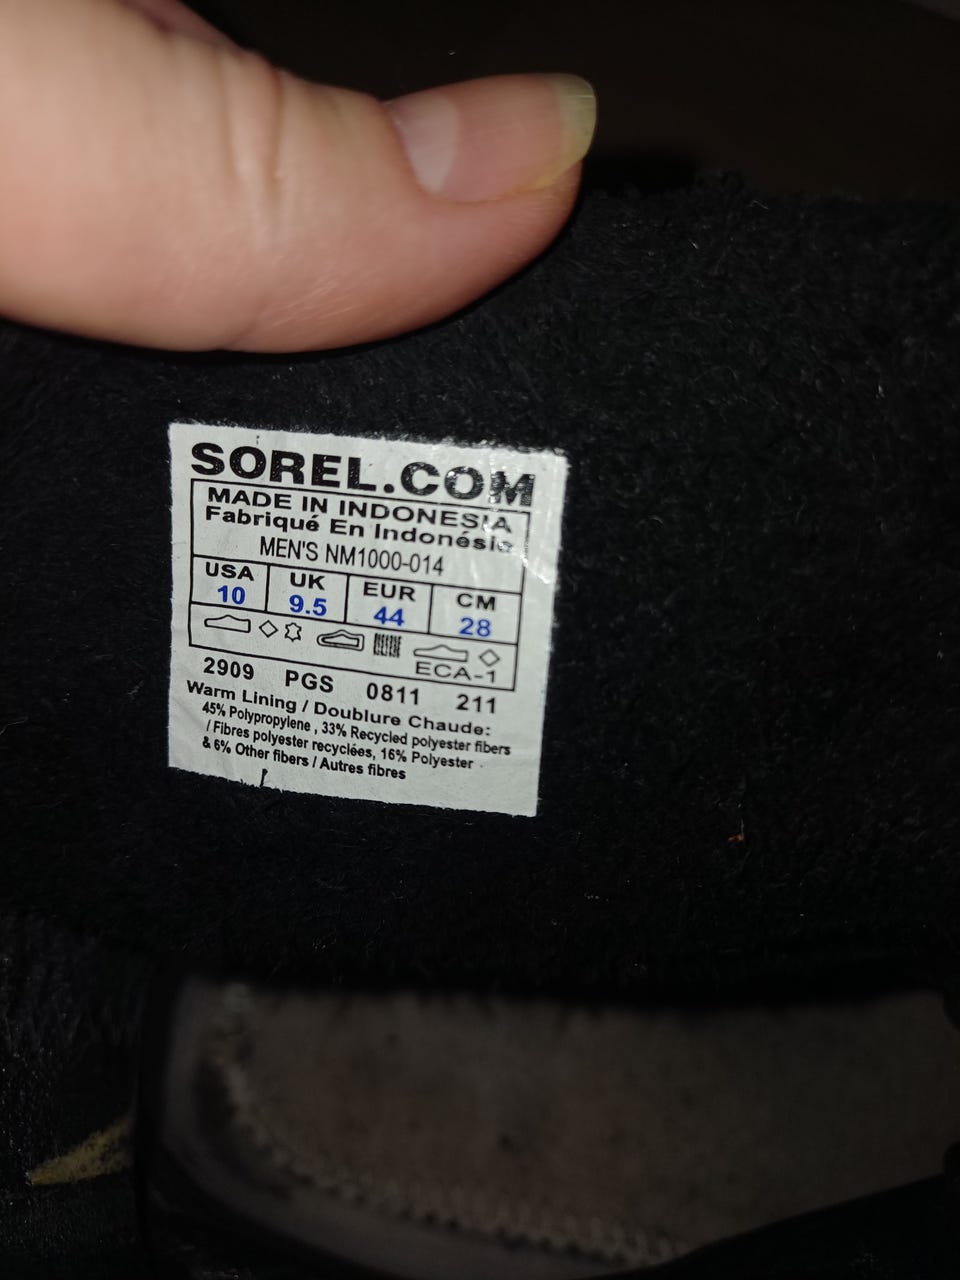 SOREL.COM
MADE IN INDONESIA
Fabriqué En Indonésie
MEN'S NM1000-014
USA UK EUR CM
10 9.5 44 28
ECA-1
2909 PGS 0811 211
Warm Lining / Doublure Chaude:
45% Polypropylene , 33% Recycled polyester fibers
/ Fibres polyester recyclées, 16% Polyester
& 6% Other fibers / Autres fibres